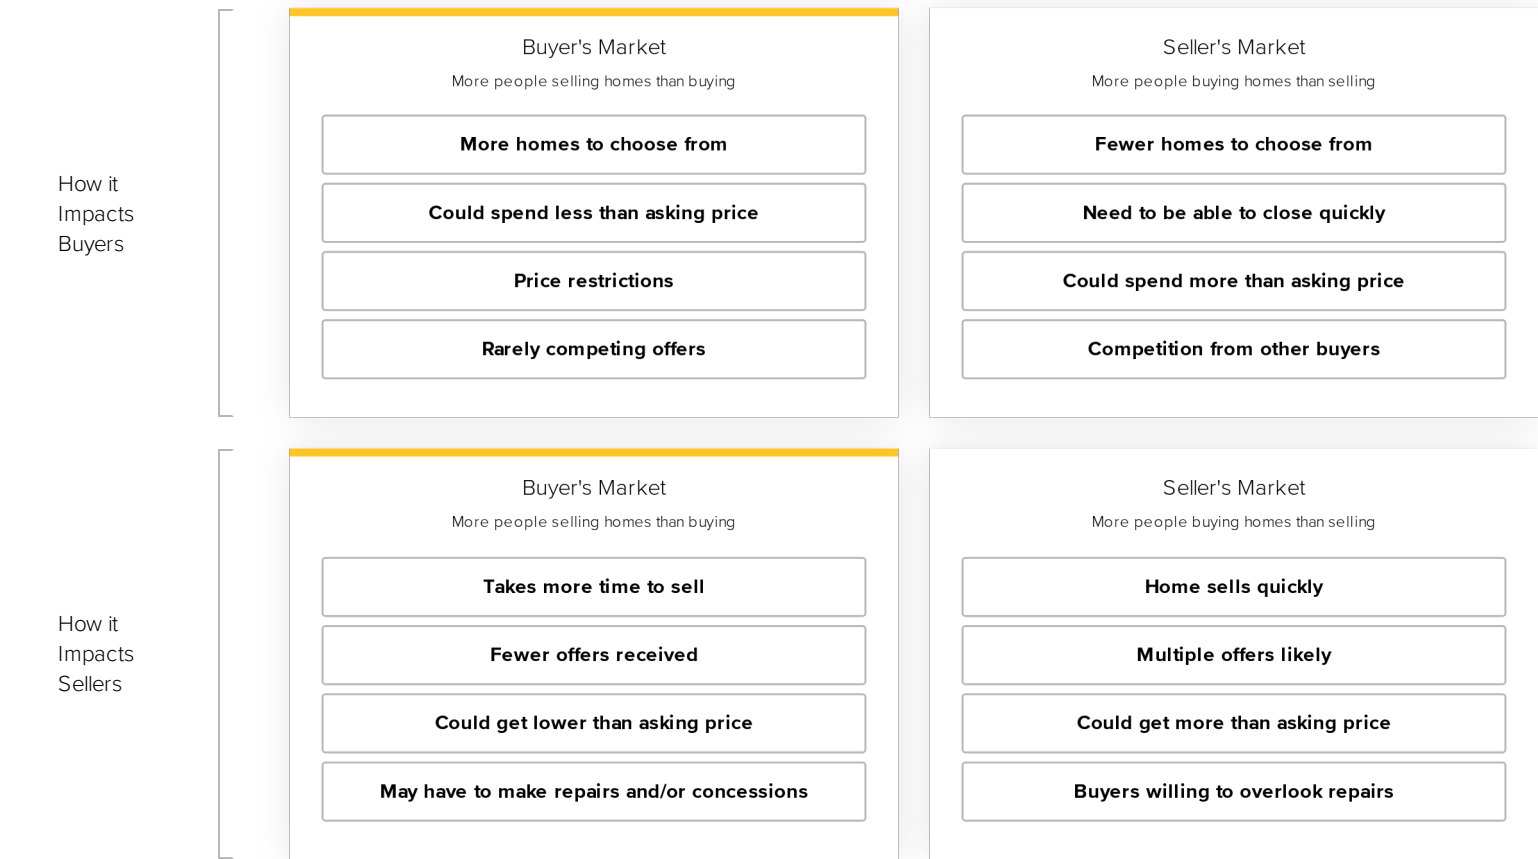 How it
Impacts
Buyers
Buyer's Market
More people selling homes than buying
More homes to choose from
Could spend less than asking price
Price restrictions
Rarely competing offers
Seller's Market
More people buying homes than selling
Fewer homes to choose from
Need to be able to close quickly
Could spend more than asking price
Competition from other buyers
How it
Impacts
Sellers
Buyer's Market
More people selling homes than buying
Takes more time to sell
Fewer offers received
Could get lower than asking price
May have to make repairs and/or concessions
Seller's Market
More people buying homes than selling
Home sells quickly
Multiple offers likely
Could get more than asking price
Buyers willing to overlook repairs